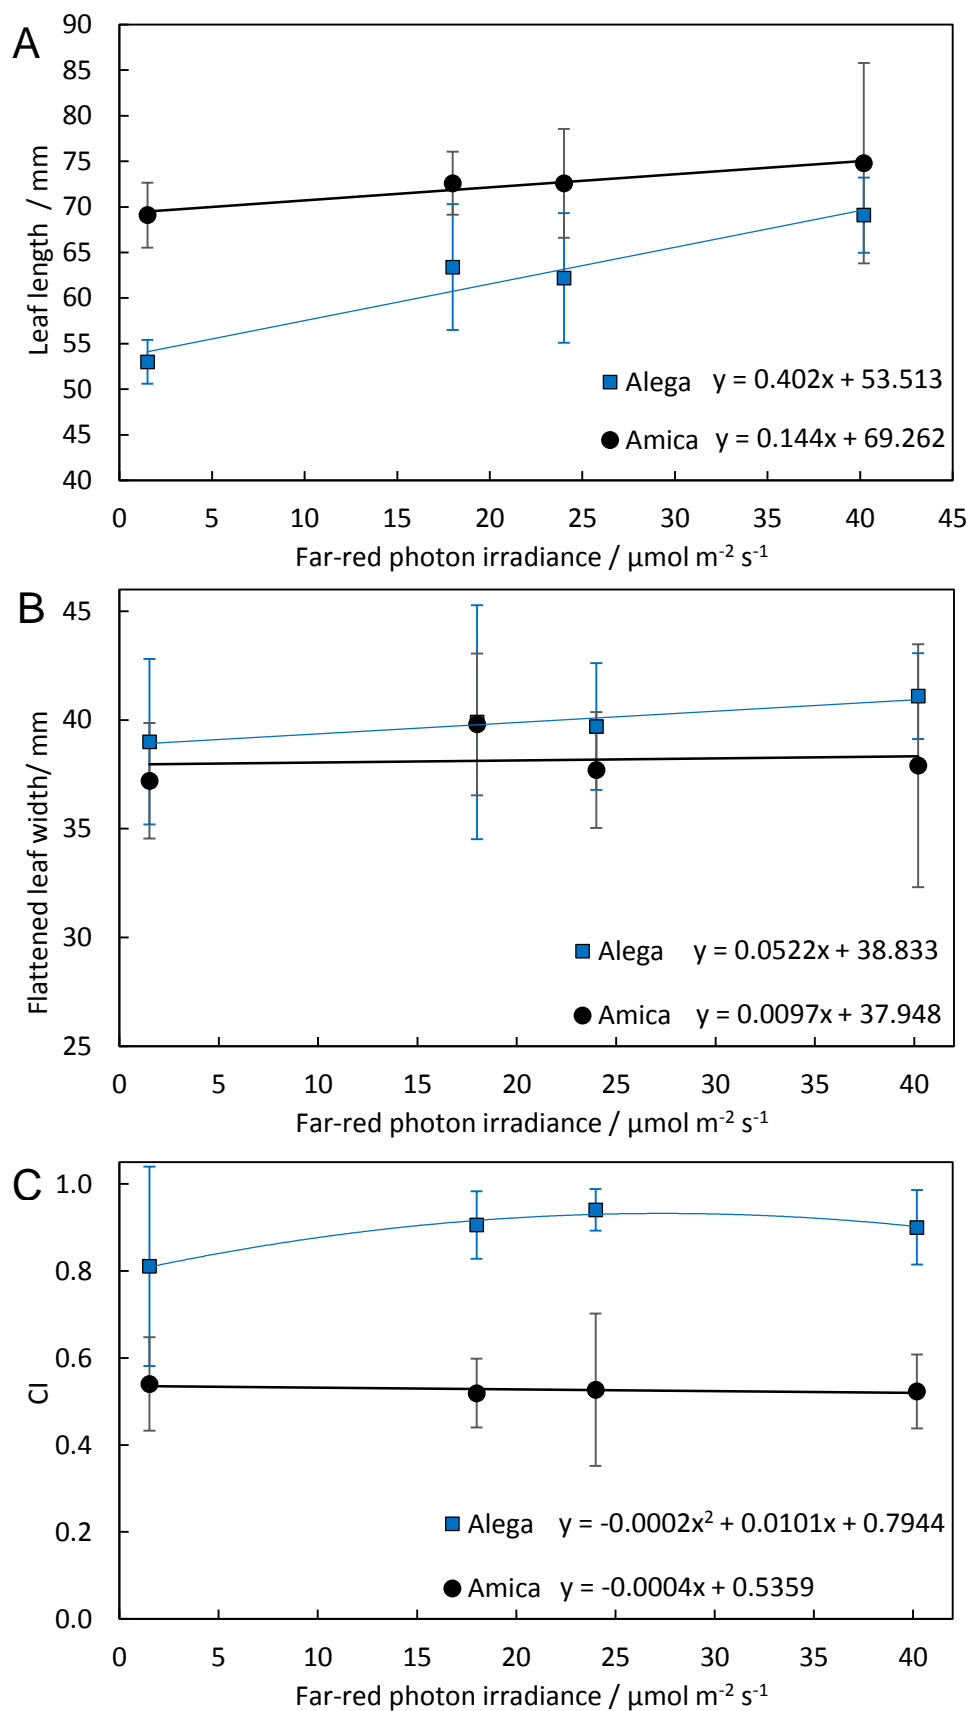 A
90
85
80
75
70
65
60
55
50
45
40
Leaf length / mm
Alega y = 0.402x + 53.513
Amica y = 0.144x + 69.262
0 5 10 15 20 25 30 35 40 45
Far-red photon irradiance / µmol m⁻² s⁻¹
B
45
40
35
30
25
Flattened leaf width/ mm
Alega y = 0.0522x + 38.833
Amica y = 0.0097x + 37.948
0 5 10 15 20 25 30 35 40
Far-red photon irradiance / µmol m⁻² s⁻¹
C
1.0
0.8
0.6
0.4
0.2
0.0
CI
Alega y = -0.0002x² + 0.0101x + 0.7944
Amica y = -0.0004x + 0.5359
0 5 10 15 20 25 30 35 40
Far-red photon irradiance / µmol m⁻² s⁻¹